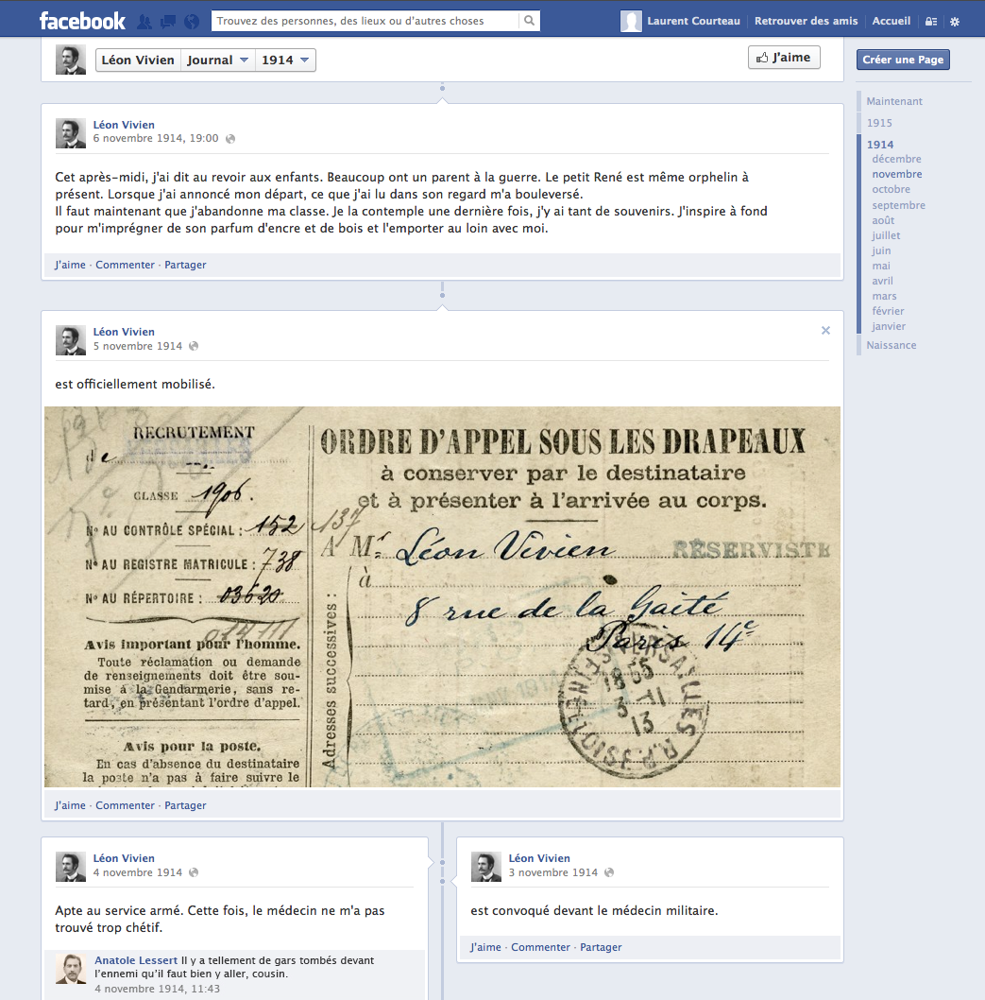 facebook
Trouvez des personnes, des lieux ou d'autres choses
Laurent Courteau
Retrouver des amis
Accueil
Léon Vivien
Journal
1914
J'aime
Créer une Page
Maintenant
1915
1914
décembre
novembre
octobre
septembre
août
juillet
juin
mai
avril
mars
février
janvier
Naissance
Léon Vivien
6 novembre 1914, 19:00
Cet après-midi, j'ai dit au revoir aux enfants. Beaucoup ont un parent à la guerre. Le petit René est même orphelin à
présent. Lorsque j'ai annoncé mon départ, ce que j'ai lu dans son regard m'a bouleversé.
Il faut maintenant que j'abandonne ma classe. Je la contemple une dernière fois, j'y ai tant de souvenirs. J'inspire à fond
pour m'imprégner de son parfum d'encre et de bois et l'emporter au loin avec moi.
J'aime · Commenter · Partager
Léon Vivien
5 novembre 1914
est officiellement mobilisé.
RECRUTEMENT
de
CLASSE 1906.
Nº AU CONTRÔLE SPÉCIAL : 152 137
Nº AU REGISTRE MATRICULE : 738
Nº AU RÉPERTOIRE : 03620
Avis important pour l'homme.
Toute réclamation ou demande
de renseignements doit être sou-
mise à la Gendarmerie, sans re-
tard, en présentant l'ordre d'appel.
Avis pour la poste.
En cas d'absence du destinataire
la poste n'a pas à faire suivre le
ORDRE D'APPEL SOUS LES DRAPEAUX
à conserver par le destinataire
et à présenter à l'arrivée au corps.
A Mr Léon Vivien
RÉSERVISTE
à
8 rue de la Gaité
Paris 14e
Adresses successives :
VERSAILLES
J'aime · Commenter · Partager
Léon Vivien
4 novembre 1914
Apte au service armé. Cette fois, le médecin ne m'a pas
trouvé trop chétif.
Anatole Lessert Il y a tellement de gars tombés devant
l'ennemi qu'il faut bien y aller, cousin.
4 novembre 1914, 11:43
Léon Vivien
3 novembre 1914
est convoqué devant le médecin militaire.
J'aime · Commenter · Partager